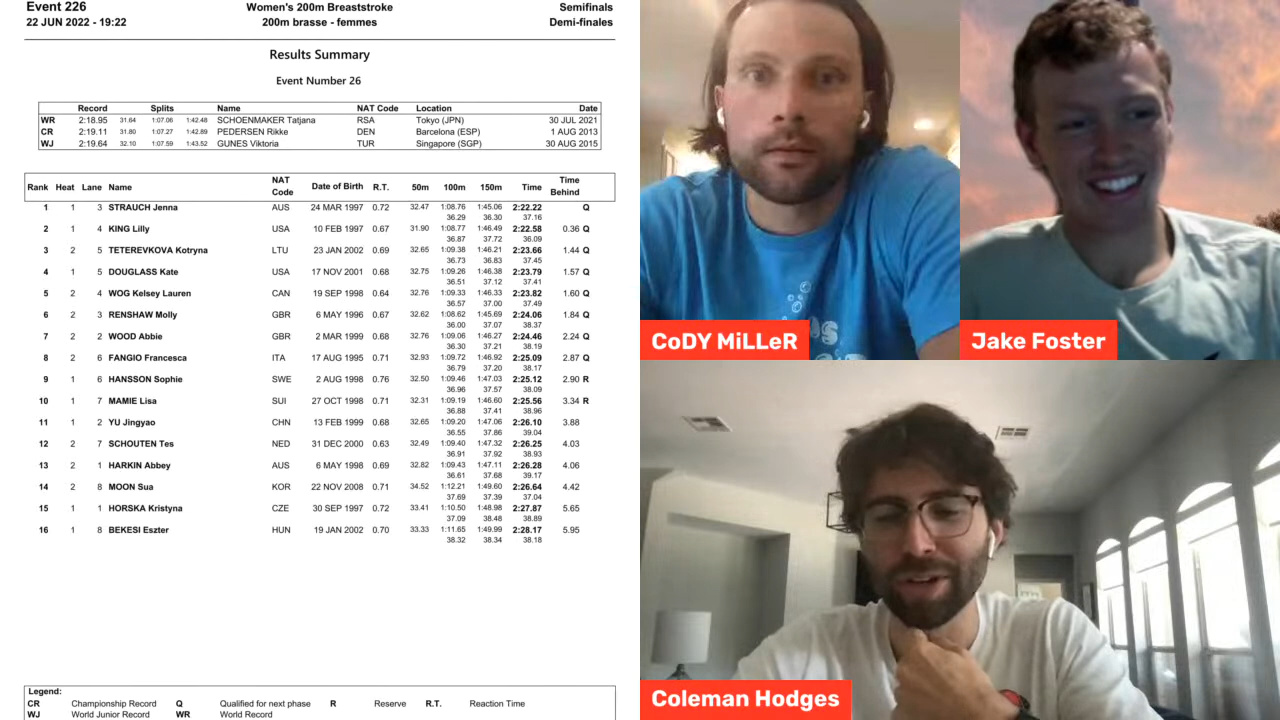 Event 226 Women's 200m Breaststroke Semifinals
22 JUN 2022 - 19:22 200m brasse - femmes Demi-finales
Results Summary
Event Number 26
Record Splits Name NAT Code Location Date
WR 2:18.95 31.64 1:07.06 1:42.48 SCHOENMAKER Tatjana RSA Tokyo (JPN) 30 JUL 2021
CR 2:19.11 31.80 1:07.27 1:42.89 PEDERSEN Rikke DEN Barcelona (ESP) 1 AUG 2013
WJ 2:19.64 32.10 1:07.59 1:43.52 GUNES Viktoria TUR Singapore (SGP) 30 AUG 2015
Rank Heat Lane Name NAT Code Date of Birth R.T. 50m 100m 150m Time Time Behind
1 1 3 STRAUCH Jenna AUS 24 MAR 1997 0.72 32.47 1:08.76 1:45.06 2:22.22 Q
36.29 36.30 37.16
2 1 4 KING Lilly USA 10 FEB 1997 0.67 31.90 1:08.77 1:46.49 2:22.58 0.36 Q
36.87 37.72 36.09
3 2 5 TETEREVKOVA Kotryna LTU 23 JAN 2002 0.69 32.65 1:09.38 1:46.21 2:23.66 1.44 Q
36.73 36.83 37.45
4 1 5 DOUGLASS Kate USA 17 NOV 2001 0.68 32.75 1:09.26 1:46.38 2:23.79 1.57 Q
36.51 37.12 37.41
5 2 4 WOG Kelsey Lauren CAN 19 SEP 1998 0.64 32.76 1:09.33 1:46.33 2:23.82 1.60 Q
36.57 37.00 37.49
6 2 3 RENSHAW Molly GBR 6 MAY 1996 0.67 32.62 1:08.62 1:45.69 2:24.06 1.84 Q
36.00 37.07 38.37
7 2 2 WOOD Abbie GBR 2 MAR 1999 0.68 32.76 1:09.06 1:46.27 2:24.46 2.24 Q
36.30 37.21 38.19
8 2 6 FANGIO Francesca ITA 17 AUG 1995 0.71 32.93 1:09.72 1:46.92 2:25.09 2.87 Q
36.79 37.20 38.17
9 1 6 HANSSON Sophie SWE 2 AUG 1998 0.76 32.50 1:09.46 1:47.03 2:25.12 2.90 R
36.96 37.57 38.09
10 1 7 MAMIE Lisa SUI 27 OCT 1998 0.71 32.31 1:09.19 1:46.60 2:25.56 3.34 R
36.88 37.41 38.96
11 1 2 YU Jingyao CHN 13 FEB 1999 0.68 32.65 1:09.20 1:47.06 2:26.10 3.88
36.55 37.86 39.04
12 2 7 SCHOUTEN Tes NED 31 DEC 2000 0.63 32.49 1:09.40 1:47.32 2:26.25 4.03
36.91 37.92 38.93
13 2 1 HARKIN Abbey AUS 6 MAY 1998 0.69 32.82 1:09.43 1:47.11 2:26.28 4.06
36.61 37.68 39.17
14 2 8 MOON Sua KOR 22 NOV 2008 0.71 34.52 1:12.21 1:49.60 2:26.64 4.42
37.69 37.39 37.04
15 1 1 HORSKA Kristyna CZE 30 SEP 1997 0.72 33.41 1:10.50 1:48.98 2:27.87 5.65
37.09 38.48 38.89
16 1 8 BEKESI Eszter HUN 19 JAN 2002 0.70 33.33 1:11.65 1:49.99 2:28.17 5.95
38.32 38.34 38.18
Legend:
CR Championship Record Q Qualified for next phase R Reserve R.T. Reaction Time
WJ World Junior Record WR World Record
CoDY MiLLeR
Jake Foster
Coleman Hodges